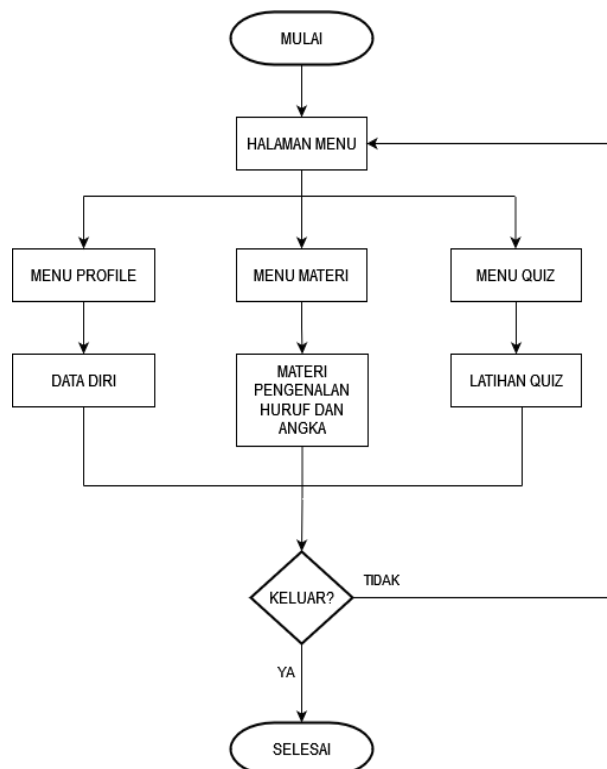 MULAI
HALAMAN MENU
MENU PROFILE
MENU MATERI
MENU QUIZ
DATA DIRI
MATERI
PENGENALAN
HURUF DAN
ANGKA
LATIHAN QUIZ
KELUAR?
TIDAK
YA
SELESAI